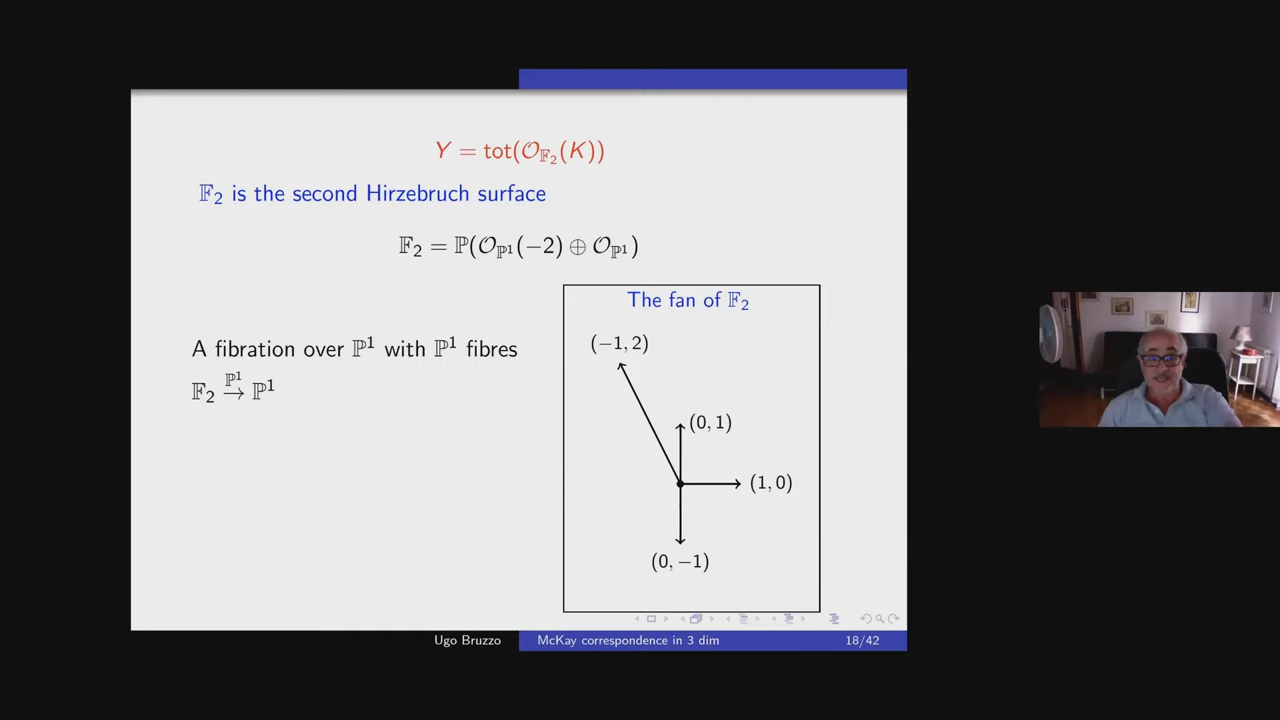 Y = tot(𝒪_{𝔽₂}(K))
𝔽₂ is the second Hirzebruch surface
𝔽₂ = ℙ(𝒪_{ℙ¹}(−2) ⊕ 𝒪_{ℙ¹})
The fan of 𝔽₂
(−1, 2)
A fibration over ℙ¹ with ℙ¹ fibres
ℙ¹
𝔽₂ → ℙ¹
(0, 1)
(1, 0)
(0, −1)
Ugo Bruzzo McKay correspondence in 3 dim 18/42